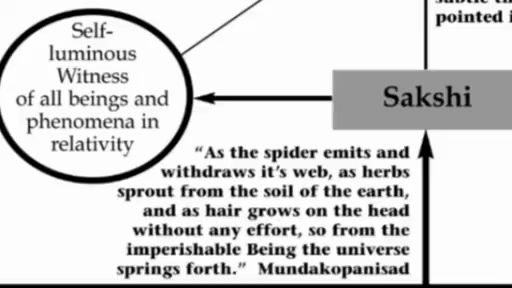 subtle th
pointed i
Self-
luminous
Witness
of all beings and
phenomena in
relativity
Sakshi
“As the spider emits and
withdraws it’s web, as herbs
sprout from the soil of the earth,
and as hair grows on the head
without any effort, so from the
imperishable Being the universe
springs forth.” Mundakopanisad